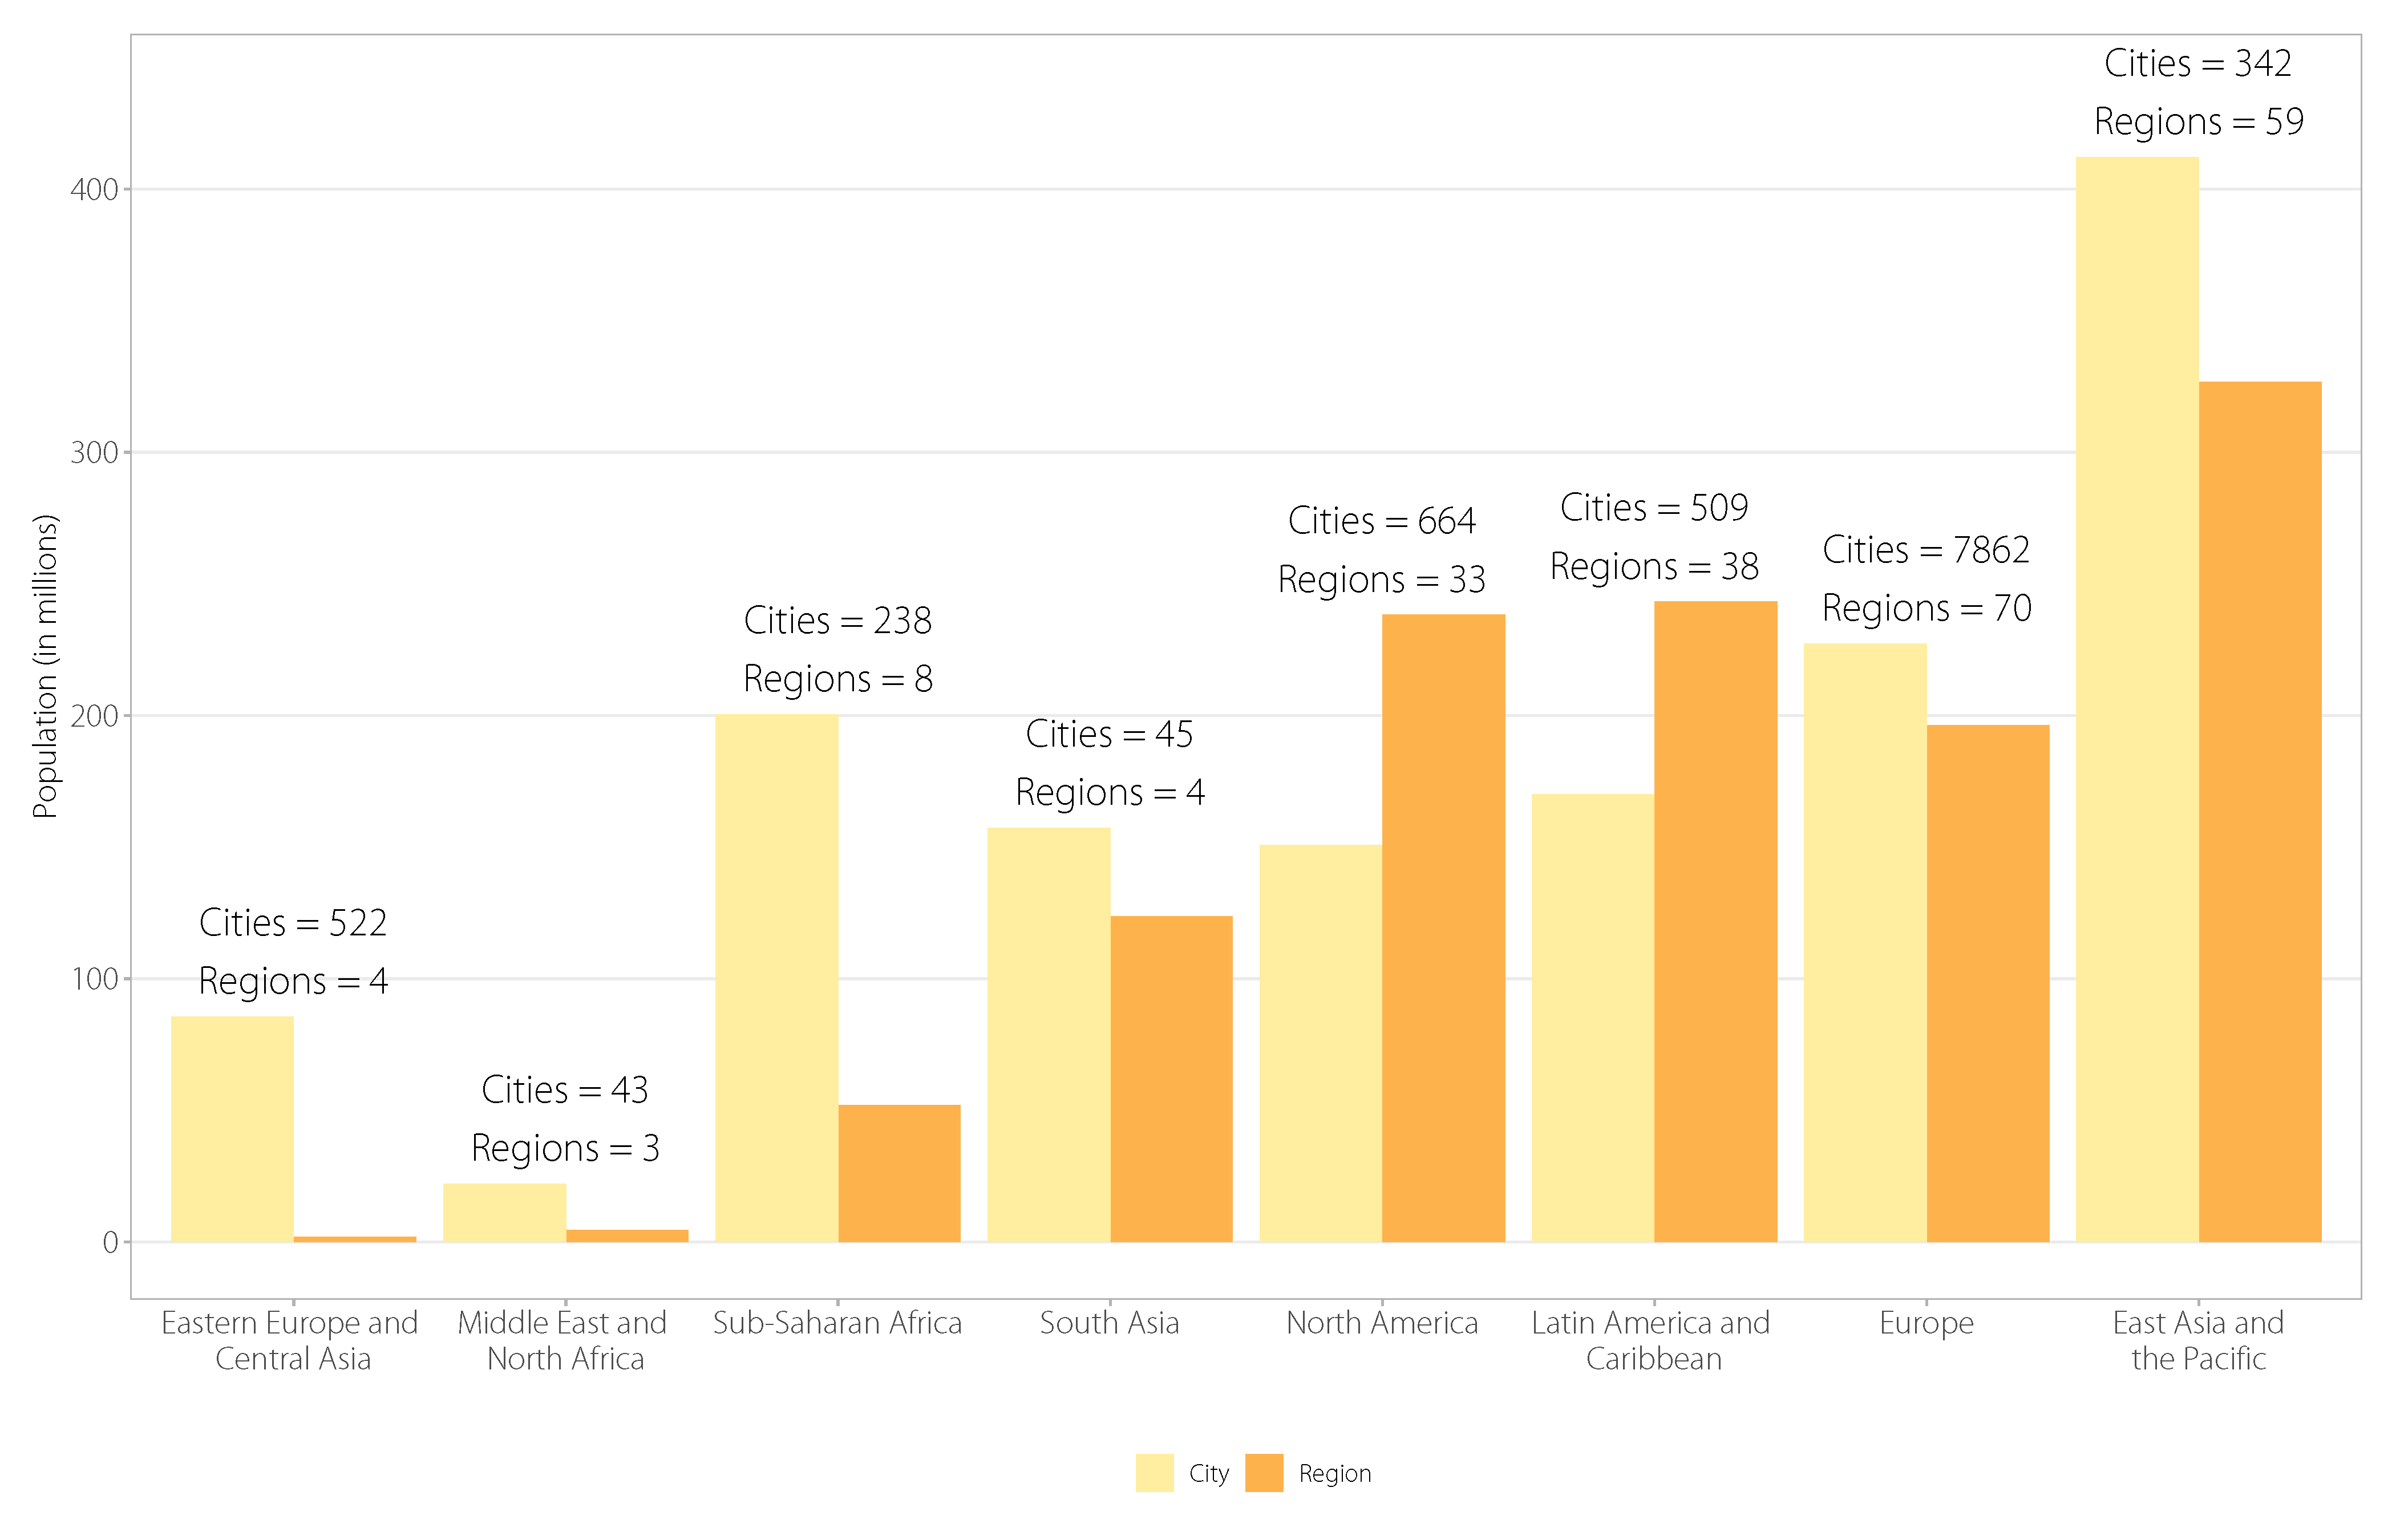 Population (in millions)
400
300
200
100
0
Cities = 522
Regions = 4
Cities = 43
Regions = 3
Cities = 238
Regions = 8
Cities = 45
Regions = 4
Cities = 664
Regions = 33
Cities = 509
Regions = 38
Cities = 7862
Regions = 70
Cities = 342
Regions = 59
Eastern Europe and
Central Asia
Middle East and
North Africa
Sub-Saharan Africa
South Asia
North America
Latin America and
Caribbean
Europe
East Asia and
the Pacific
City
Region